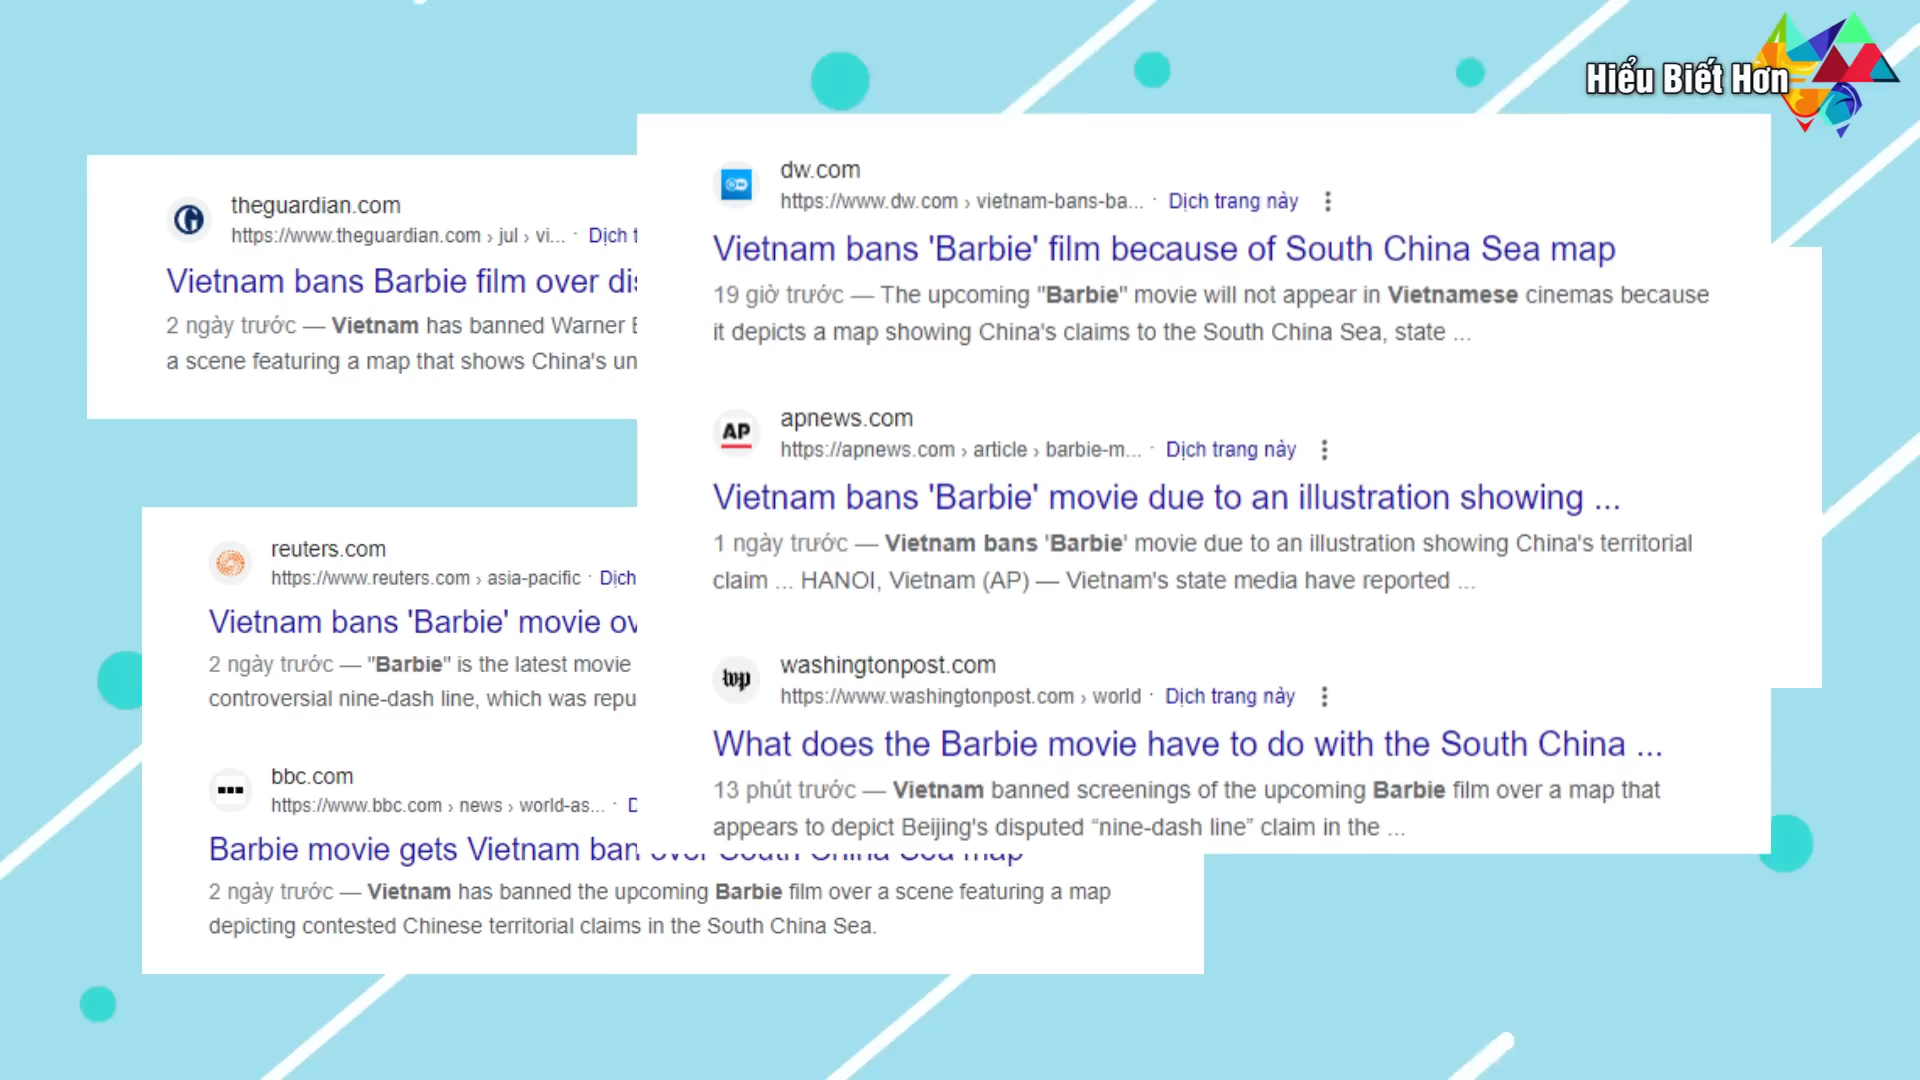 Hiểu Biết Hơn
theguardian.com
https://www.theguardian.com › jul › vi... · Dịch t
Vietnam bans Barbie film over dis
2 ngày trước — Vietnam has banned Warner B
a scene featuring a map that shows China's un
reuters.com
https://www.reuters.com › asia-pacific · Dịch
Vietnam bans 'Barbie' movie ov
2 ngày trước — "Barbie" is the latest movie
controversial nine-dash line, which was repu
bbc.com
https://www.bbc.com › news › world-as... · D
Barbie movie gets Vietnam ban over South China Sea map
2 ngày trước — Vietnam has banned the upcoming Barbie film over a scene featuring a map
depicting contested Chinese territorial claims in the South China Sea.
dw.com
https://www.dw.com › vietnam-bans-ba... · Dịch trang này
Vietnam bans 'Barbie' film because of South China Sea map
19 giờ trước — The upcoming "Barbie" movie will not appear in Vietnamese cinemas because
it depicts a map showing China's claims to the South China Sea, state ...
AP
apnews.com
https://apnews.com › article › barbie-m... · Dịch trang này
Vietnam bans 'Barbie' movie due to an illustration showing ...
1 ngày trước — Vietnam bans 'Barbie' movie due to an illustration showing China's territorial
claim ... HANOI, Vietnam (AP) — Vietnam's state media have reported ...
wp
washingtonpost.com
https://www.washingtonpost.com › world · Dịch trang này
What does the Barbie movie have to do with the South China ...
13 phút trước — Vietnam banned screenings of the upcoming Barbie film over a map that
appears to depict Beijing's disputed “nine-dash line” claim in the ...